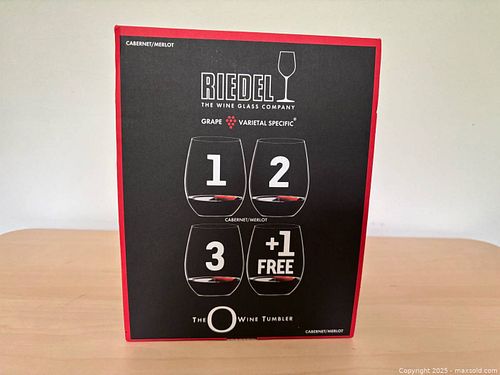 CABERNET/MERLOT
RIEDEL
THE WINE GLASS COMPANY
GRAPE VARIETAL SPECIFIC®
1 2
CABERNET/MERLOT
3 +1 FREE
THE O WINE TUMBLER
CABERNET/MERLOT
Copyright 2025 - maxsold.com